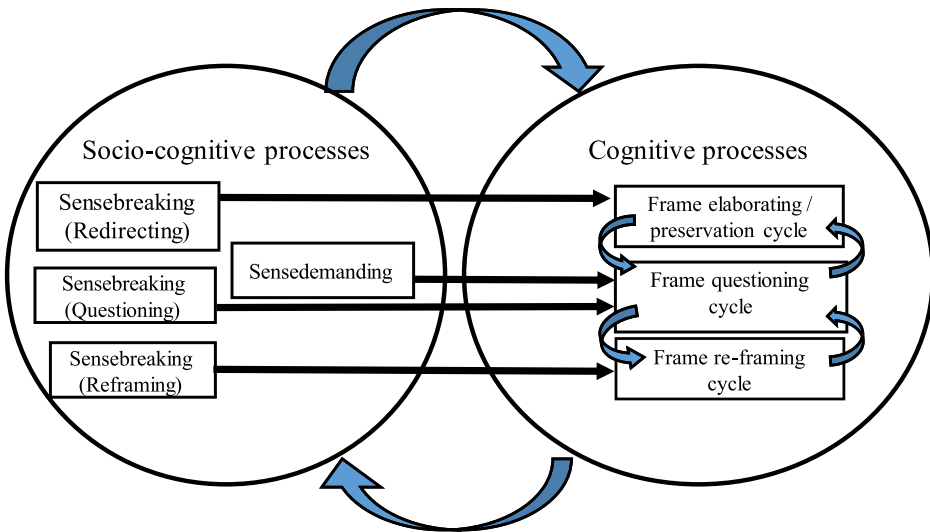 Socio-cognitive processes
Sensebreaking
(Redirecting)
Sensedemanding
Sensebreaking
(Questioning)
Sensebreaking
(Reframing)
Cognitive processes
Frame elaborating /
preservation cycle
Frame questioning
cycle
Frame re-framing
cycle